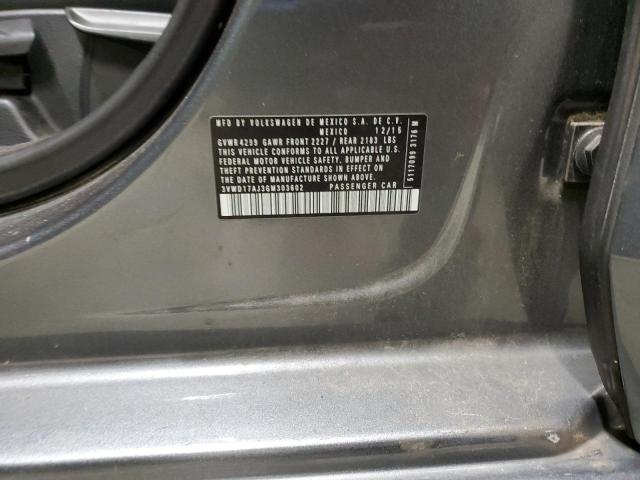 MFD BY VOLKSWAGEN DE MEXICO S.A. DE C.V.
MEXICO 12/15
GVWR 4299 GAWR FRONT 2227 / REAR 2183 LBS
THIS VEHICLE CONFORMS TO ALL APPLICABLE U.S.
FEDERAL MOTOR VEHICLE SAFETY, BUMPER AND
THEFT PREVENTION STANDARDS IN EFFECT ON
THE DATE OF MANUFACTURE SHOWN ABOVE.
3VWD17AJ3GM303602 PASSENGER CAR
5117099 3176 M